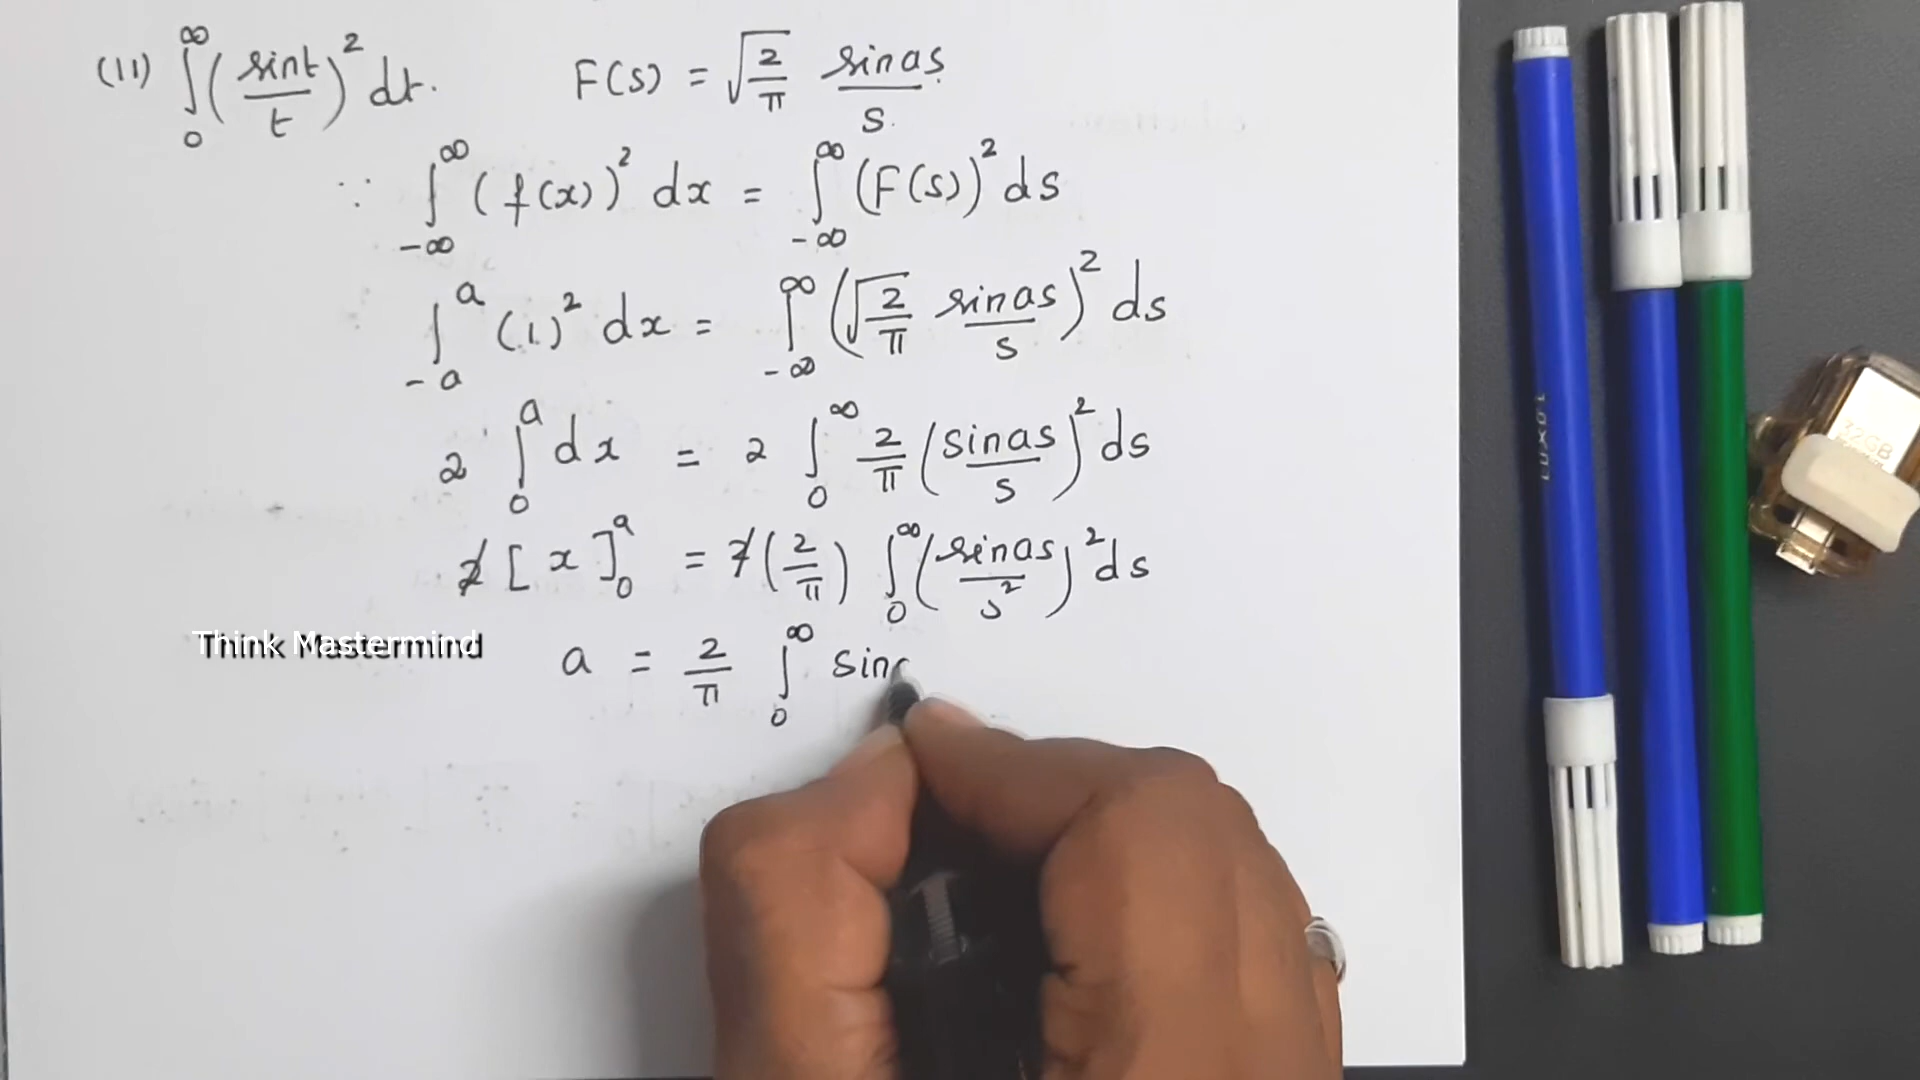 (11) ∫₀^∞ (sint/t)² dt. F(s) = √(2/π) sinas/s.
∵ ∫_{-∞}^{∞} (f(x))² dx = ∫_{-∞}^{∞} (F(s))² ds
∫_{-a}^{a} (1)² dx = ∫_{-∞}^{∞} (√(2/π) sinas/s)² ds
2 ∫₀^a dx = 2 ∫₀^∞ 2/π (sinas/s)² ds
2 [x]₀^a = 2 (2/π) ∫₀^∞ (sinas/s²)² ds
Think Mastermind
a = 2/π ∫₀^∞ sin
32GB
LUXOR